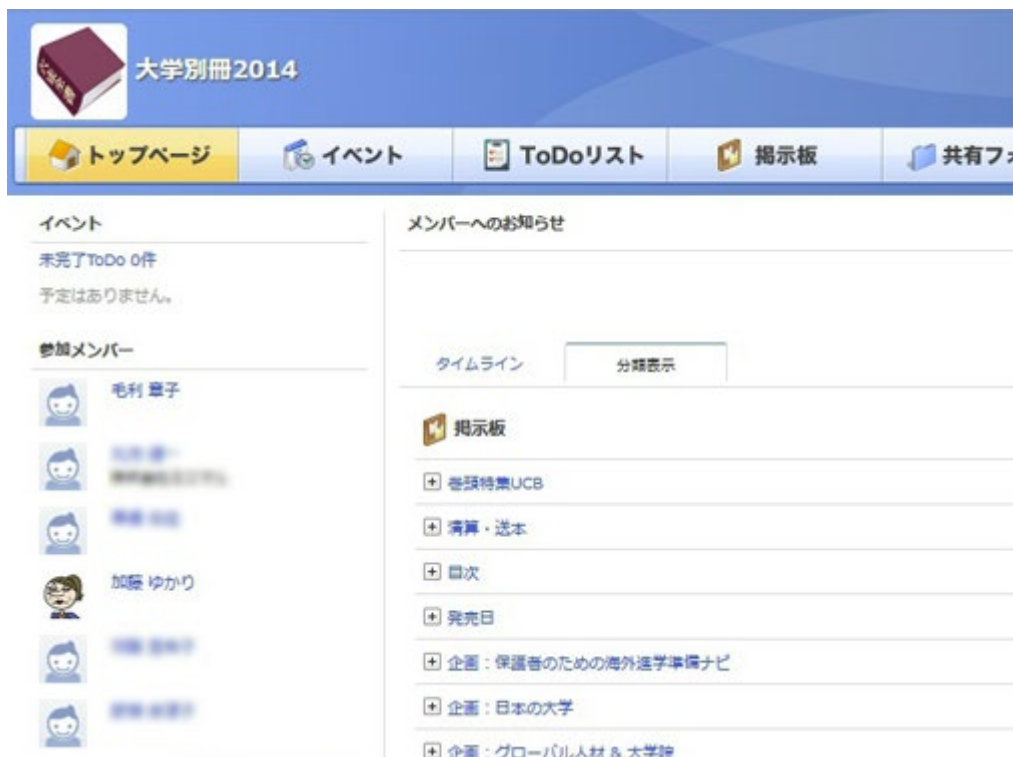 大学別冊2014
トップページ
イベント
ToDoリスト
掲示板
共有フォ
イベント
未完了ToDo 0件
予定はありません。
参加メンバー
毛利 章子
加藤 ゆかり
メンバーへのお知らせ
タイムライン
分類表示
掲示板
巻頭特集UCB
清算・送本
目次
発売日
企画：保護者のための海外進学準備ナビ
企画：日本の大学
企画：グローバル人材 & 大学院